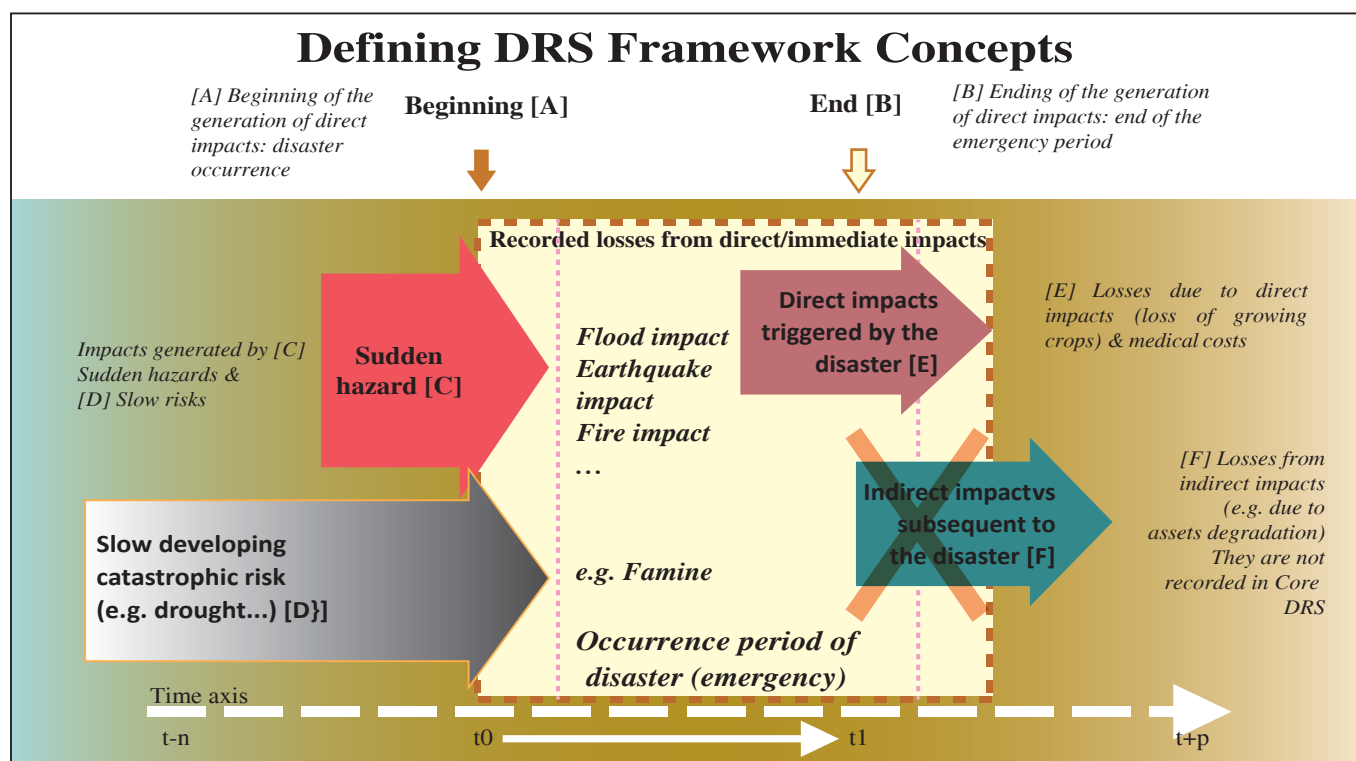 Defining DRS Framework Concepts
[A] Beginning of the
generation of direct
impacts: disaster
occurrence
Beginning [A]
End [B]
[B] Ending of the generation
of direct impacts: end of the
emergency period
Recorded losses from direct/immediate impacts
Impacts generated by [C]
Sudden hazards &
[D] Slow risks
Sudden
hazard [C]
Flood impact
Earthquake
impact
Fire impact
…
Direct impacts
triggered by the
disaster [E]
[E] Losses due to direct
impacts (loss of growing
crops) & medical costs
Slow developing
catastrophic risk
(e.g. drought...) [D}]
e.g. Famine
Indirect impactvs
subsequent to
the disaster [F]
[F] Losses from
indirect impacts
(e.g. due to
assets degradation)
They are not
recorded in Core
DRS
Occurrence period of
disaster (emergency)
Time axis
t-n
t0
t1
t+p